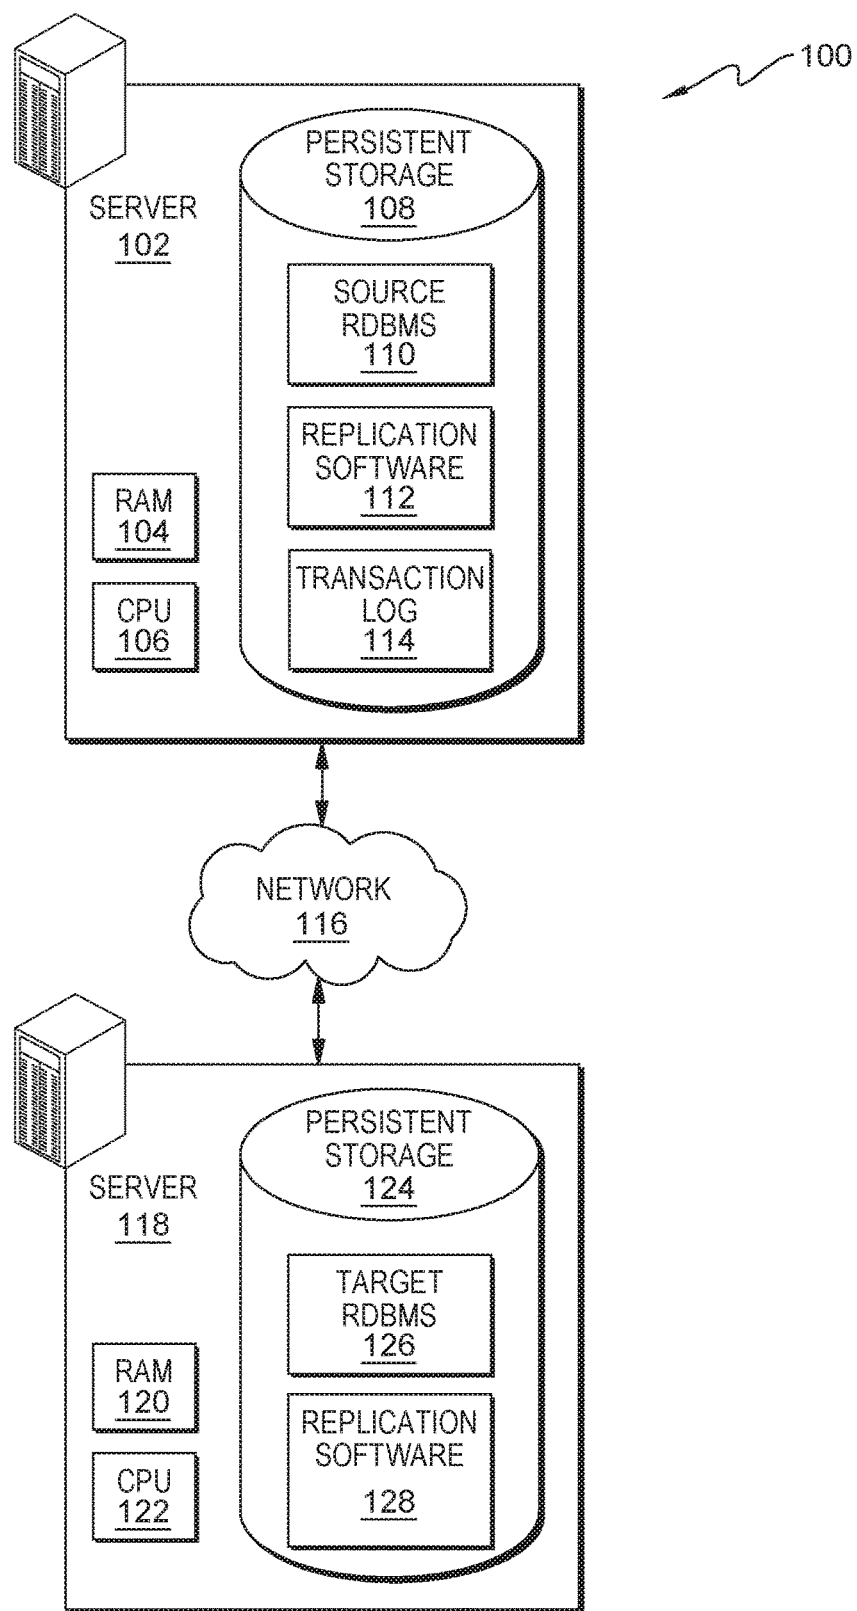 100
PERSISTENT
STORAGE
108
SERVER
102
SOURCE
RDBMS
110
REPLICATION
SOFTWARE
112
RAM
104
TRANSACTION
LOG
114
CPU
106
NETWORK
116
PERSISTENT
STORAGE
124
SERVER
118
TARGET
RDBMS
126
RAM
120
REPLICATION
SOFTWARE
128
CPU
122